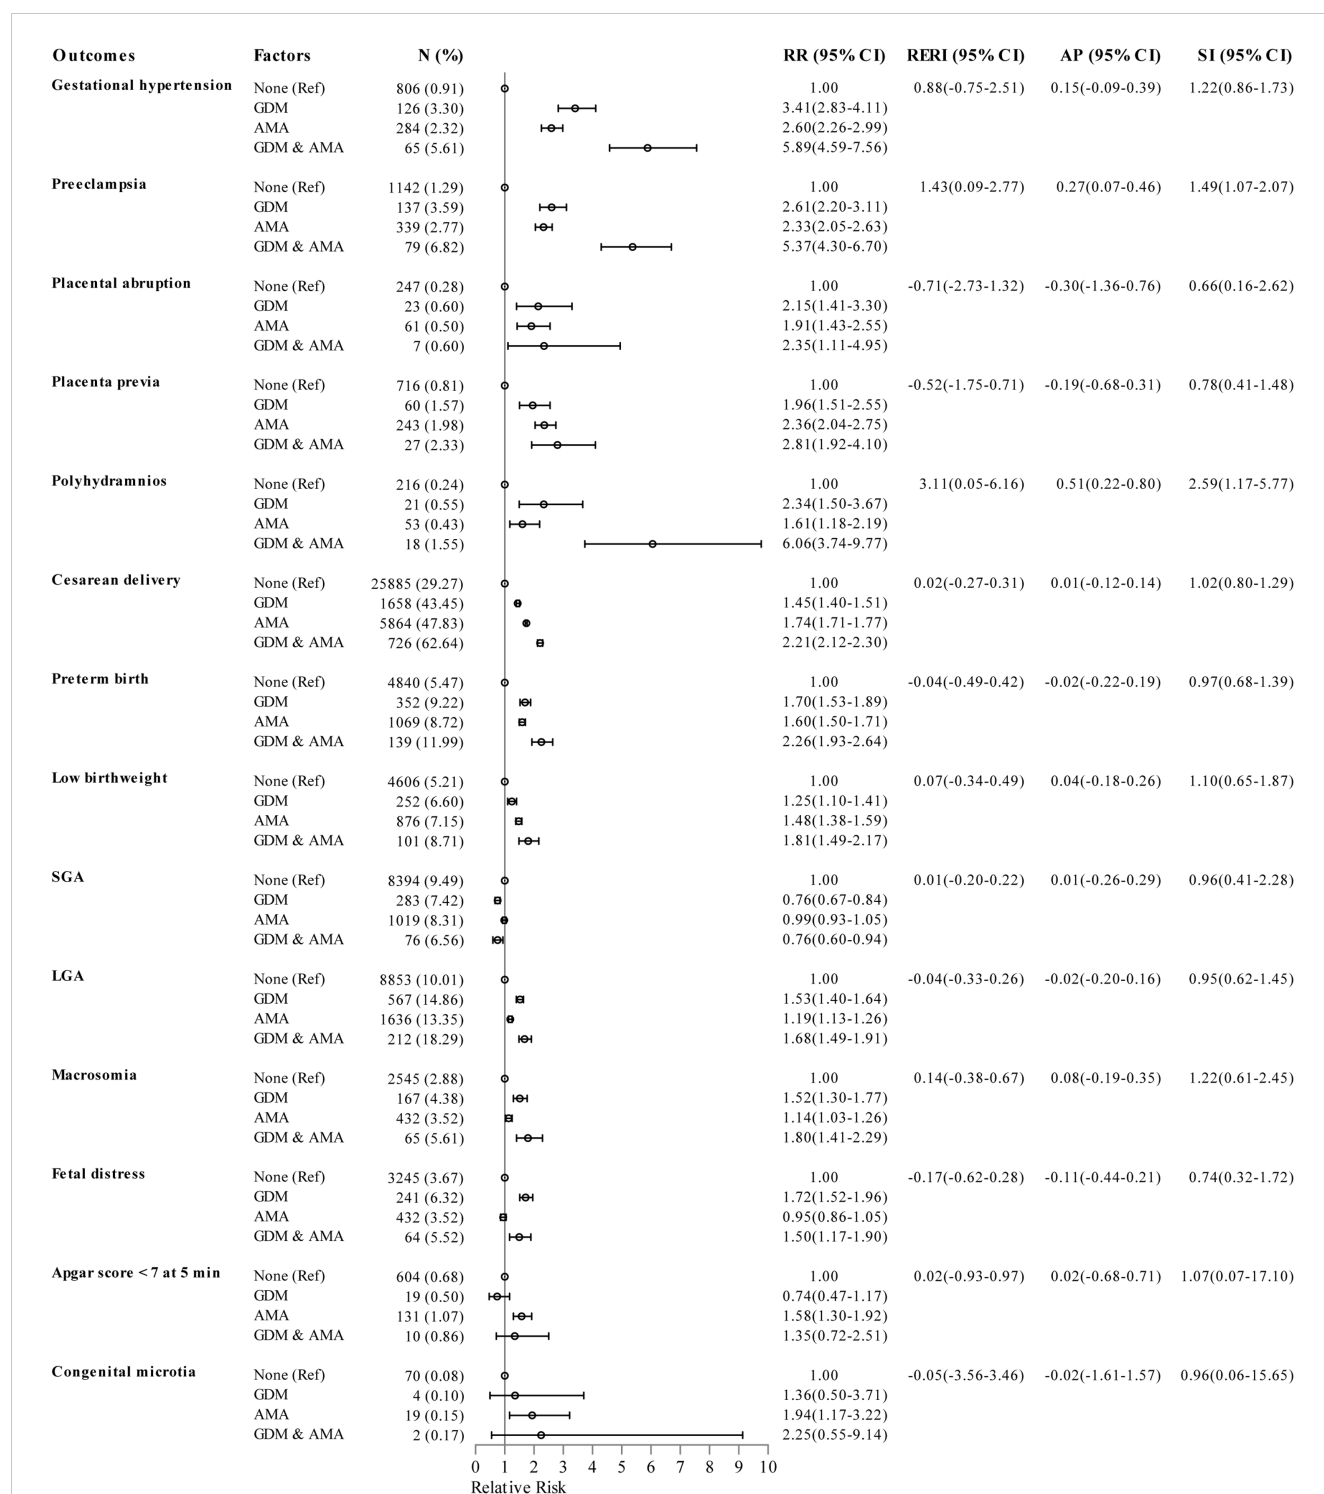 Outcomes Factors N (%) RR (95% CI) RERI (95% CI) AP (95% CI) SI (95% CI)
Gestational hypertension None (Ref) 806 (0.91) 1.00 0.88(-0.75-2.51) 0.15(-0.09-0.39) 1.22(0.86-1.73)
GDM 126 (3.30) 3.41(2.83-4.11)
AMA 284 (2.32) 2.60(2.26-2.99)
GDM & AMA 65 (5.61) 5.89(4.59-7.56)
Preeclampsia None (Ref) 1142 (1.29) 1.00 1.43(0.09-2.77) 0.27(0.07-0.46) 1.49(1.07-2.07)
GDM 137 (3.59) 2.61(2.20-3.11)
AMA 339 (2.77) 2.33(2.05-2.63)
GDM & AMA 79 (6.82) 5.37(4.30-6.70)
Placental abruption None (Ref) 247 (0.28) 1.00 -0.71(-2.73-1.32) -0.30(-1.36-0.76) 0.66(0.16-2.62)
GDM 23 (0.60) 2.15(1.41-3.30)
AMA 61 (0.50) 1.91(1.43-2.55)
GDM & AMA 7 (0.60) 2.35(1.11-4.95)
Placenta previa None (Ref) 716 (0.81) 1.00 -0.52(-1.75-0.71) -0.19(-0.68-0.31) 0.78(0.41-1.48)
GDM 60 (1.57) 1.96(1.51-2.55)
AMA 243 (1.98) 2.36(2.04-2.75)
GDM & AMA 27 (2.33) 2.81(1.92-4.10)
Polyhydramnios None (Ref) 216 (0.24) 1.00 3.11(0.05-6.16) 0.51(0.22-0.80) 2.59(1.17-5.77)
GDM 21 (0.55) 2.34(1.50-3.67)
AMA 53 (0.43) 1.61(1.18-2.19)
GDM & AMA 18 (1.55) 6.06(3.74-9.77)
Cesarean delivery None (Ref) 25885 (29.27) 1.00 0.02(-0.27-0.31) 0.01(-0.12-0.14) 1.02(0.80-1.29)
GDM 1658 (43.45) 1.45(1.40-1.51)
AMA 5864 (47.83) 1.74(1.71-1.77)
GDM & AMA 726 (62.64) 2.21(2.12-2.30)
Preterm birth None (Ref) 4840 (5.47) 1.00 -0.04(-0.49-0.42) -0.02(-0.22-0.19) 0.97(0.68-1.39)
GDM 352 (9.22) 1.70(1.53-1.89)
AMA 1069 (8.72) 1.60(1.50-1.71)
GDM & AMA 139 (11.99) 2.26(1.93-2.64)
Low birthweight None (Ref) 4606 (5.21) 1.00 0.07(-0.34-0.49) 0.04(-0.18-0.26) 1.10(0.65-1.87)
GDM 252 (6.60) 1.25(1.10-1.41)
AMA 876 (7.15) 1.48(1.38-1.59)
GDM & AMA 101 (8.71) 1.81(1.49-2.17)
SGA None (Ref) 8394 (9.49) 1.00 0.01(-0.20-0.22) 0.01(-0.26-0.29) 0.96(0.41-2.28)
GDM 283 (7.42) 0.76(0.67-0.84)
AMA 1019 (8.31) 0.99(0.93-1.05)
GDM & AMA 76 (6.56) 0.76(0.60-0.94)
LGA None (Ref) 8853 (10.01) 1.00 -0.04(-0.33-0.26) -0.02(-0.20-0.16) 0.95(0.62-1.45)
GDM 567 (14.86) 1.53(1.40-1.64)
AMA 1636 (13.35) 1.19(1.13-1.26)
GDM & AMA 212 (18.29) 1.68(1.49-1.91)
Macrosomia None (Ref) 2545 (2.88) 1.00 0.14(-0.38-0.67) 0.08(-0.19-0.35) 1.22(0.61-2.45)
GDM 167 (4.38) 1.52(1.30-1.77)
AMA 432 (3.52) 1.14(1.03-1.26)
GDM & AMA 65 (5.61) 1.80(1.41-2.29)
Fetal distress None (Ref) 3245 (3.67) 1.00 -0.17(-0.62-0.28) -0.11(-0.44-0.21) 0.74(0.32-1.72)
GDM 241 (6.32) 1.72(1.52-1.96)
AMA 432 (3.52) 0.95(0.86-1.05)
GDM & AMA 64 (5.52) 1.50(1.17-1.90)
Apgar score < 7 at 5 min None (Ref) 604 (0.68) 1.00 0.02(-0.93-0.97) 0.02(-0.68-0.71) 1.07(0.07-17.10)
GDM 19 (0.50) 0.74(0.47-1.17)
AMA 131 (1.07) 1.58(1.30-1.92)
GDM & AMA 10 (0.86) 1.35(0.72-2.51)
Congenital microtia None (Ref) 70 (0.08) 1.00 -0.05(-3.56-3.46) -0.02(-1.61-1.57) 0.96(0.06-15.65)
GDM 4 (0.10) 1.36(0.50-3.71)
AMA 19 (0.15) 1.94(1.17-3.22)
GDM & AMA 2 (0.17) 2.25(0.55-9.14)
0 1 2 3 4 5 6 7 8 9 10
Relative Risk